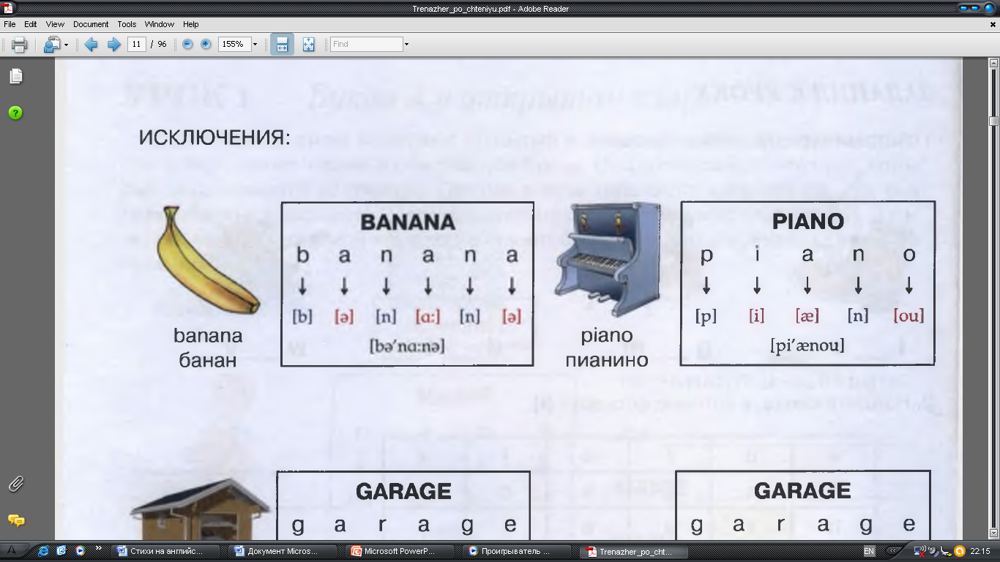 Trenazher_po_chteniyu.pdf - Adobe Reader
File Edit View Document Tools Window Help
11 / 96 155% Find
ИСКЛЮЧЕНИЯ:
BANANA
b a n a n a
[b] [ə] [n] [ɑ:] [n] [ə]
[bə'nɑ:nə]
banana
банан
PIANO
p i a n o
[p] [i] [æ] [n] [ou]
[pi'ænou]
piano
пианино
GARAGE
g a r a g e
GARAGE
g a r a g e
Стихи на английс... Документ Micros... Microsoft PowerP... Проигрыватель ... Trenazher_po_cht... EN 22:15